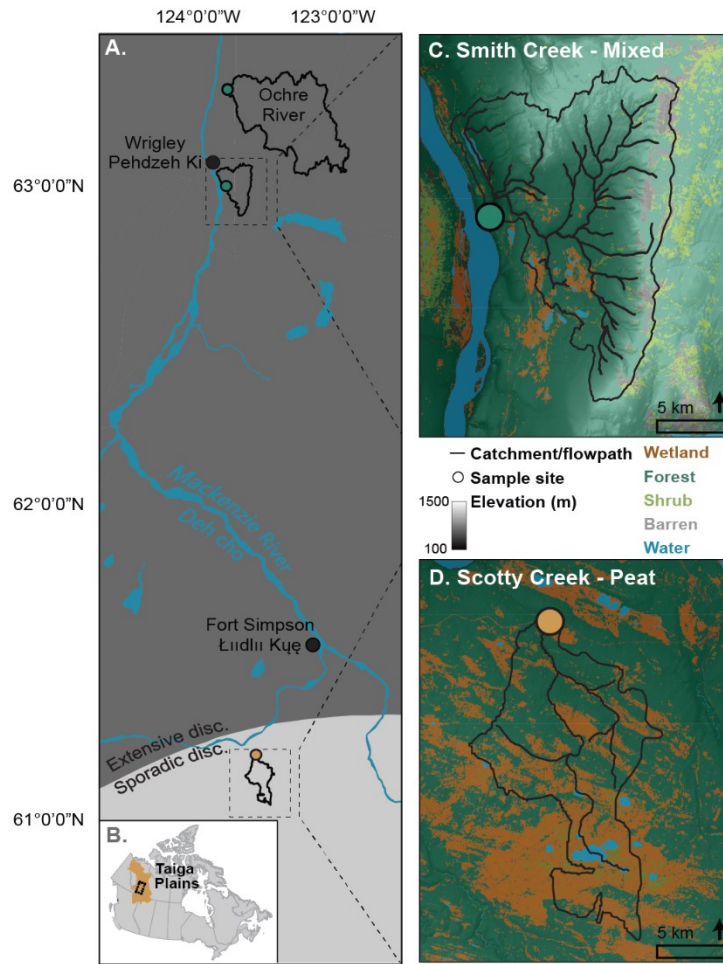 124°0'0"W 123°0'0"W
A.
Ochre
River
Wrigley
Pehdzeh Ki
63°0'0"N
62°0'0"N
Mackenzie River
Deh cho
Fort Simpson
Łııdlıı Kų́ę́
Extensive disc.
Sporadic disc.
61°0'0"N
B.
Taiga
Plains
C. Smith Creek - Mixed
5 km
Catchment/flowpath
Sample site
Elevation (m)
1500
100
Wetland
Forest
Shrub
Barren
Water
D. Scotty Creek - Peat
5 km